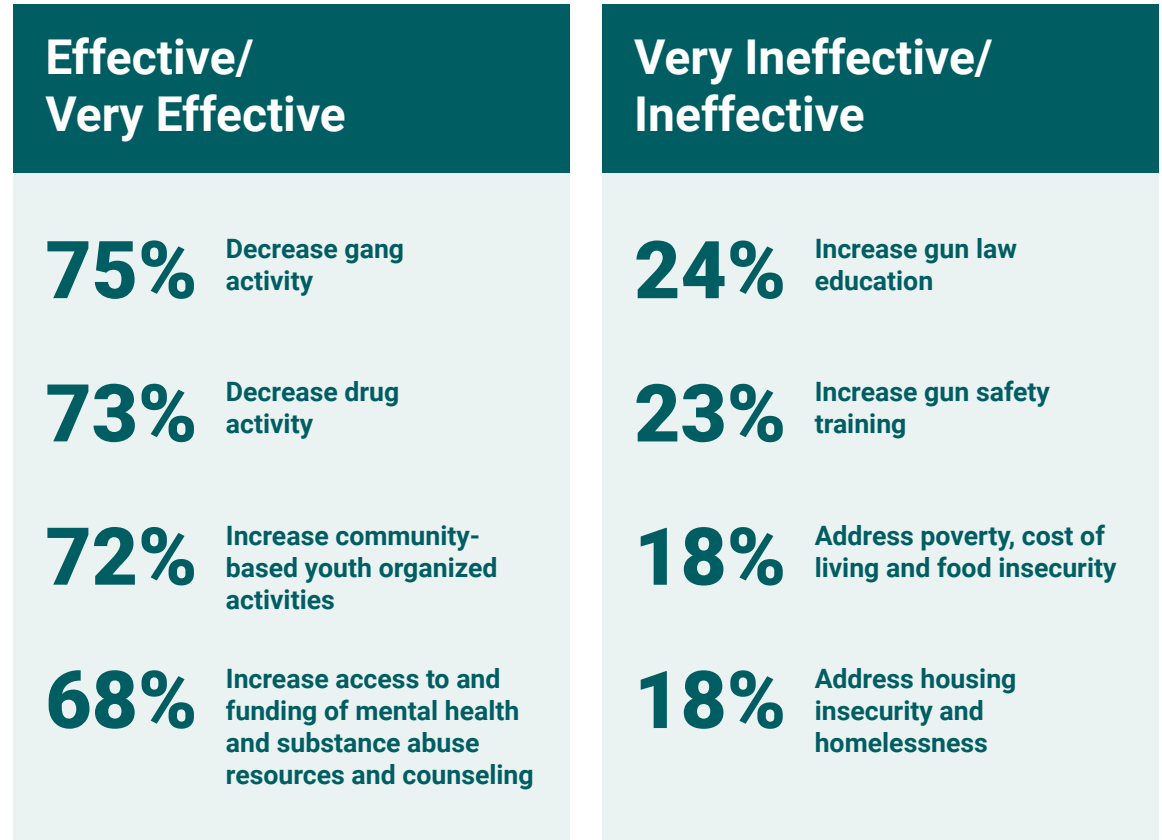 Effective/
Very Effective
75%
Decrease gang
activity
73%
Decrease drug
activity
72%
Increase community-
based youth organized
activities
68%
Increase access to and
funding of mental health
and substance abuse
resources and counseling
Very Ineffective/
Ineffective
24%
Increase gun law
education
23%
Increase gun safety
training
18%
Address poverty, cost of
living and food insecurity
18%
Address housing
insecurity and
homelessness